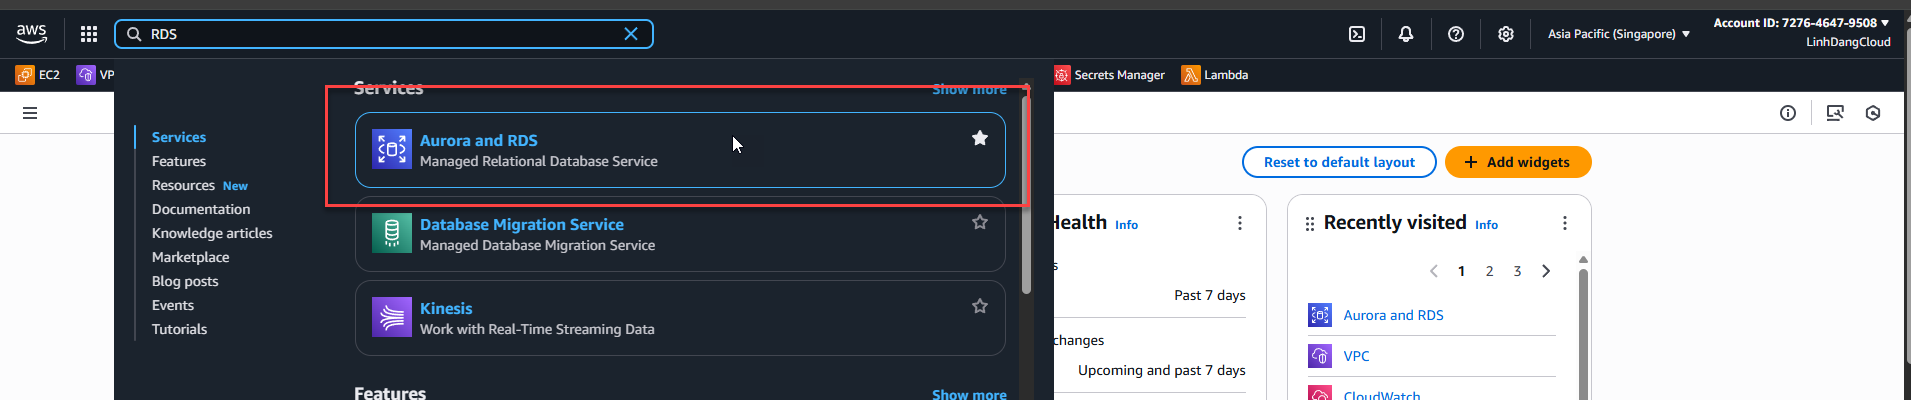 aws
RDS
Asia Pacific (Singapore)
Account ID: 7276-4647-9508
LinhDangCloud
EC2
VP
Secrets Manager
Lambda
Services
Show more
Services
Features
Resources New
Documentation
Knowledge articles
Marketplace
Blog posts
Events
Tutorials
Aurora and RDS
Managed Relational Database Service
Database Migration Service
Managed Database Migration Service
Kinesis
Work with Real-Time Streaming Data
Features
Show more
Reset to default layout
+ Add widgets
Health Info
s
Past 7 days
changes
Upcoming and past 7 days
Recently visited Info
1 2 3
Aurora and RDS
VPC
CloudWatch